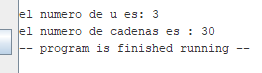 el numero de u es: 3
el numero de cadenas es : 30
-- program is finished running --